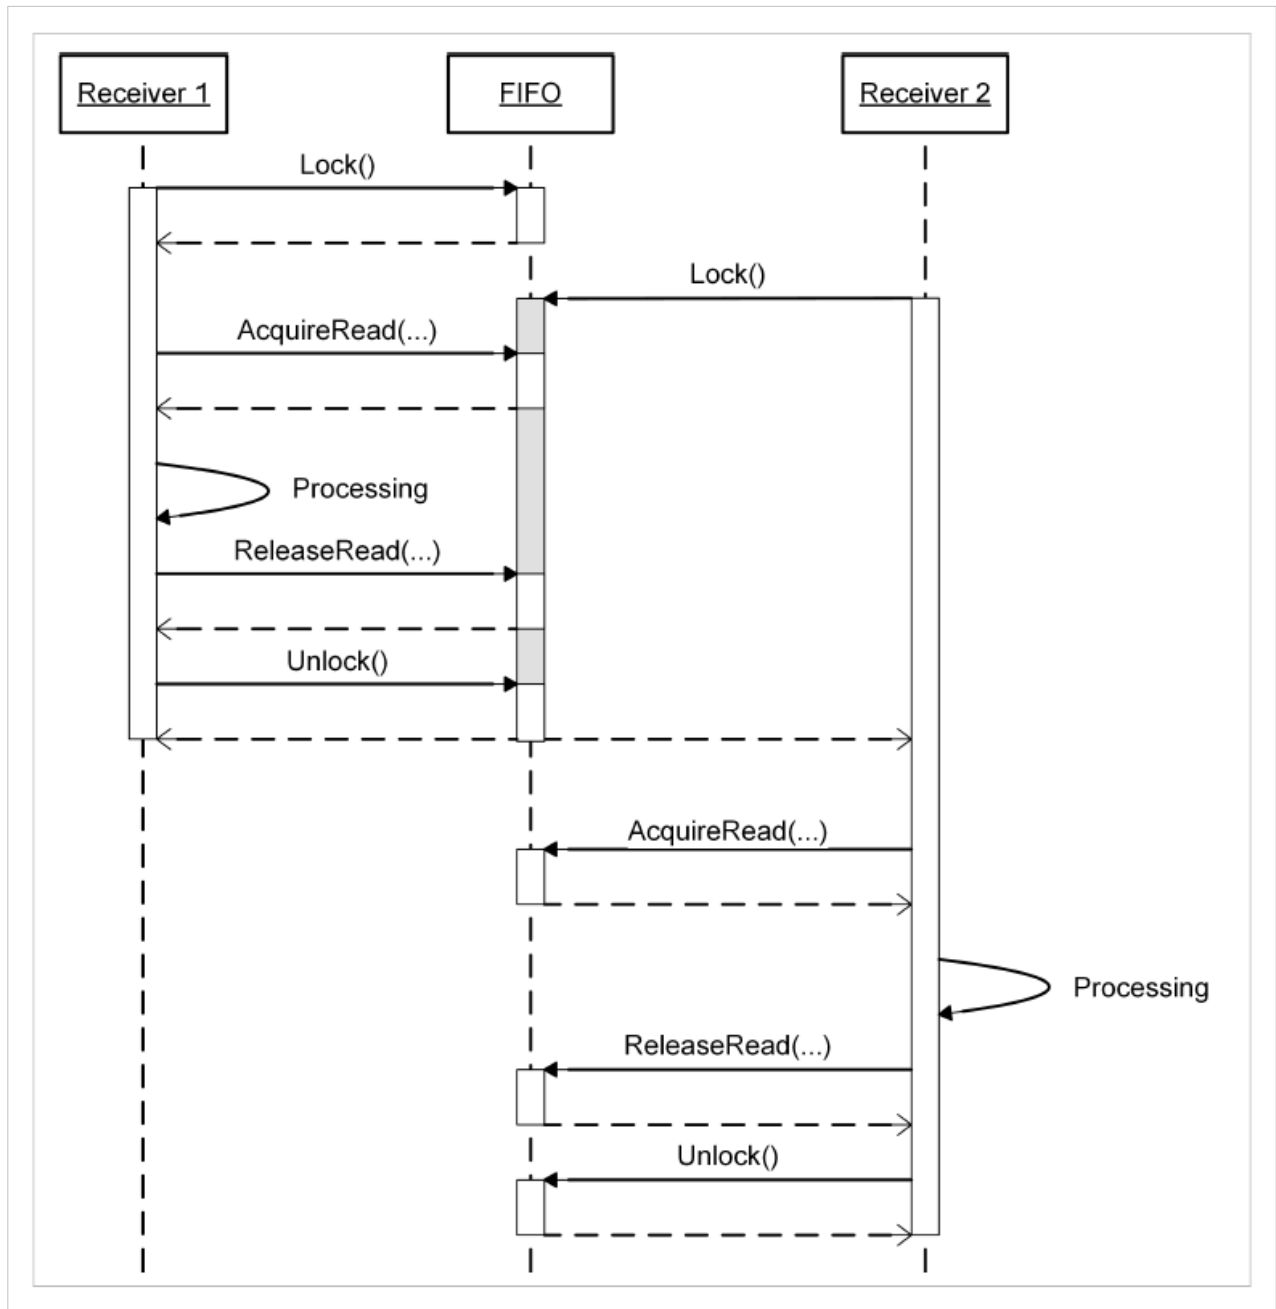 Receiver 1
FIFO
Receiver 2
Lock()
Lock()
AcquireRead(...)
Processing
ReleaseRead(...)
Unlock()
AcquireRead(...)
Processing
ReleaseRead(...)
Unlock()